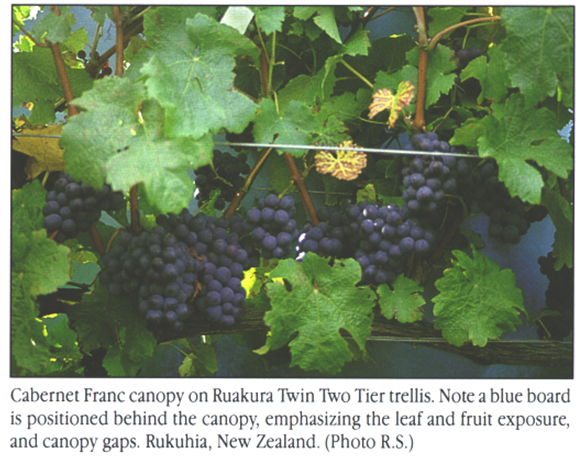 Cabernet Franc canopy on Ruakura Twin Two Tier trellis. Note a blue board
is positioned behind the canopy, emphasizing the leaf and fruit exposure,
and canopy gaps. Rukuhia, New Zealand. (Photo R.S.)